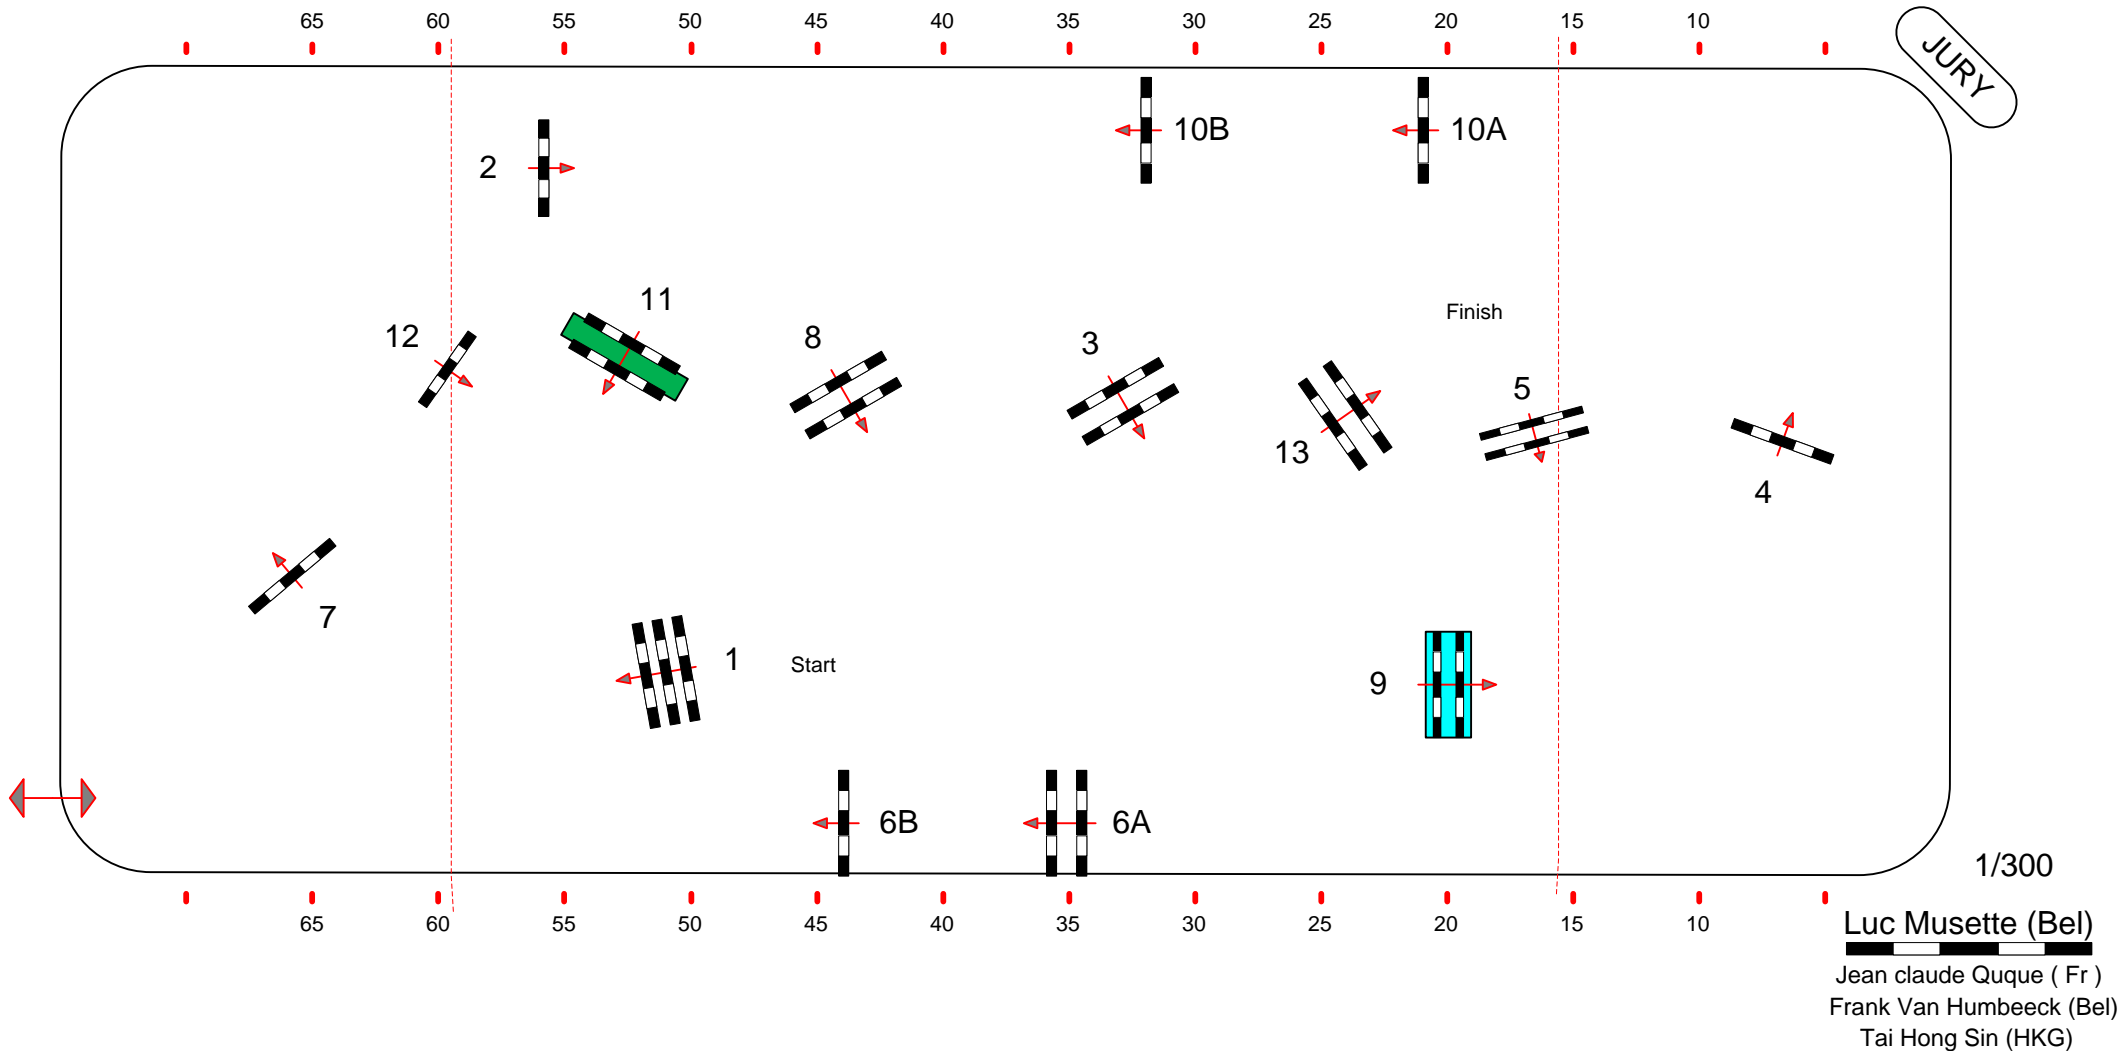 65 60 55 50 45 40 35 30 25 20 15 10
JURY
10B 10A
2
11
12 8 3 Finish
5
13
4
7
1 Start
9
6B 6A
1/300
65 60 55 50 45 40 35 30 25 20 15 10
Luc Musette (Bel)
Jean claude Quque ( Fr )
Frank Van Humbeeck (Bel)
Tai Hong Sin (HKG)